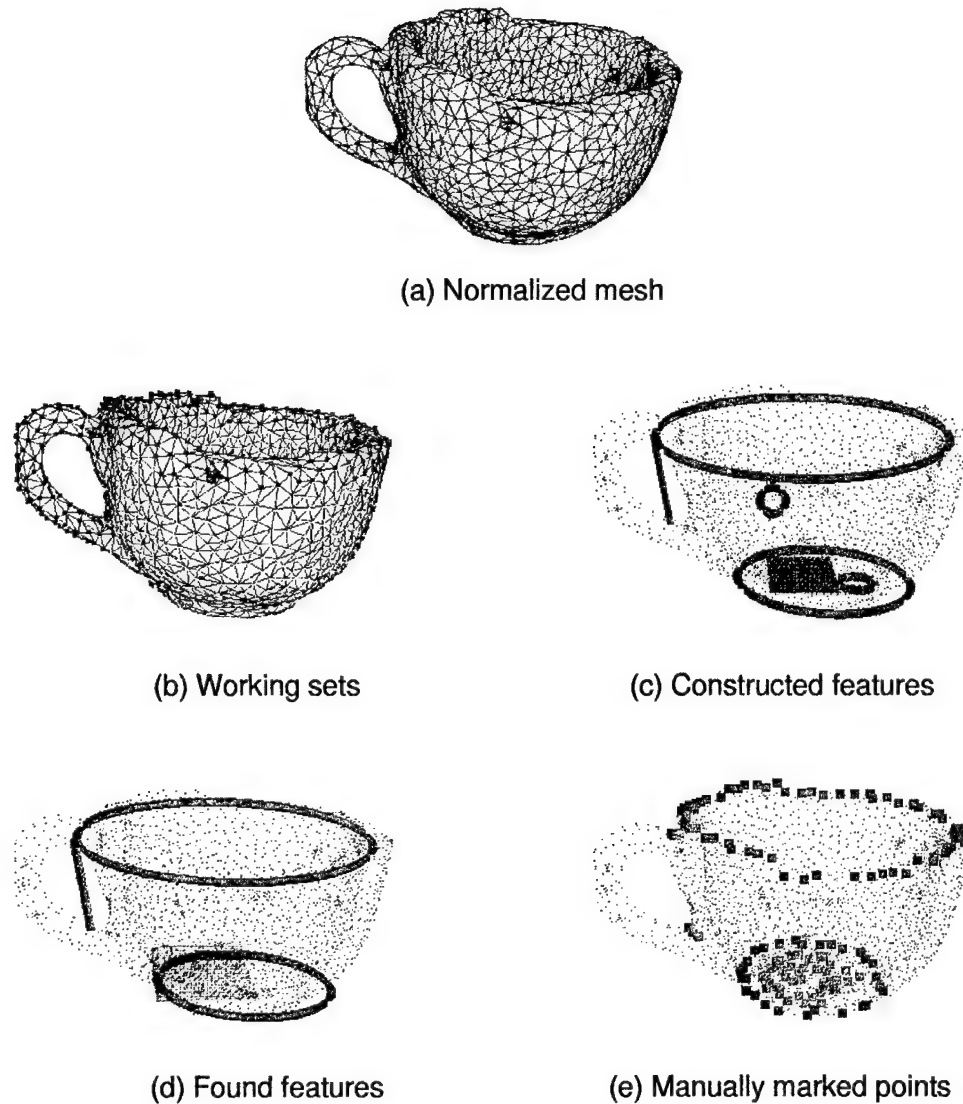 (a) Normalized mesh
(b) Working sets
(c) Constructed features
(d) Found features
(e) Manually marked points